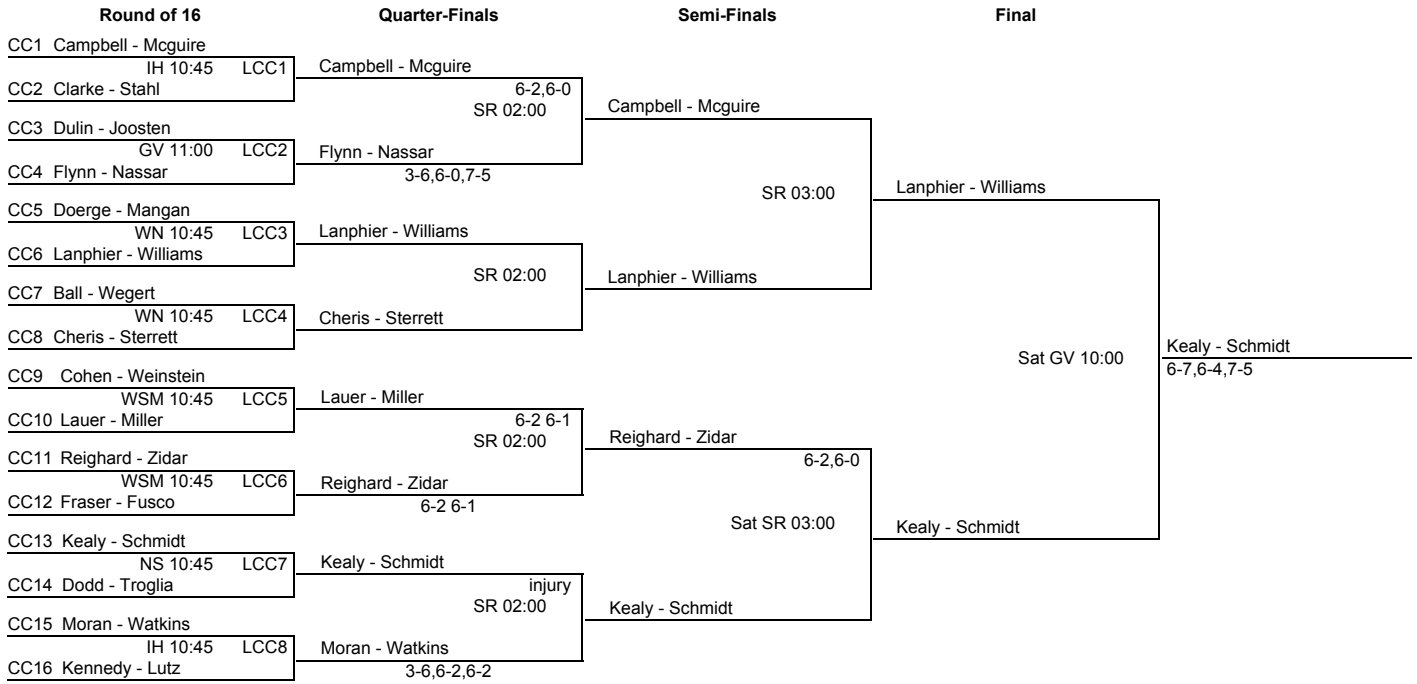 Round of 16 Quarter-Finals Semi-Finals Final
CC1 Campbell - Mcguire
IH 10:45 LCC1
CC2 Clarke - Stahl
CC3 Dulin - Joosten
GV 11:00 LCC2
CC4 Flynn - Nassar
CC5 Doerge - Mangan
WN 10:45 LCC3
CC6 Lanphier - Williams
CC7 Ball - Wegert
WN 10:45 LCC4
CC8 Cheris - Sterrett
CC9 Cohen - Weinstein
WSM 10:45 LCC5
CC10 Lauer - Miller
CC11 Reighard - Zidar
WSM 10:45 LCC6
CC12 Fraser - Fusco
CC13 Kealy - Schmidt
NS 10:45 LCC7
CC14 Dodd - Troglia
CC15 Moran - Watkins
IH 10:45 LCC8
CC16 Kennedy - Lutz
Campbell - Mcguire
6-2,6-0
SR 02:00
Flynn - Nassar
3-6,6-0,7-5
Lanphier - Williams
SR 02:00
Cheris - Sterrett
Lauer - Miller
6-2 6-1
SR 02:00
Reighard - Zidar
6-2 6-1
Kealy - Schmidt
injury
SR 02:00
Moran - Watkins
3-6,6-2,6-2
Campbell - Mcguire
SR 03:00
Lanphier - Williams
Reighard - Zidar
6-2,6-0
Sat SR 03:00
Kealy - Schmidt
Lanphier - Williams
Sat GV 10:00
Kealy - Schmidt
Kealy - Schmidt
6-7,6-4,7-5